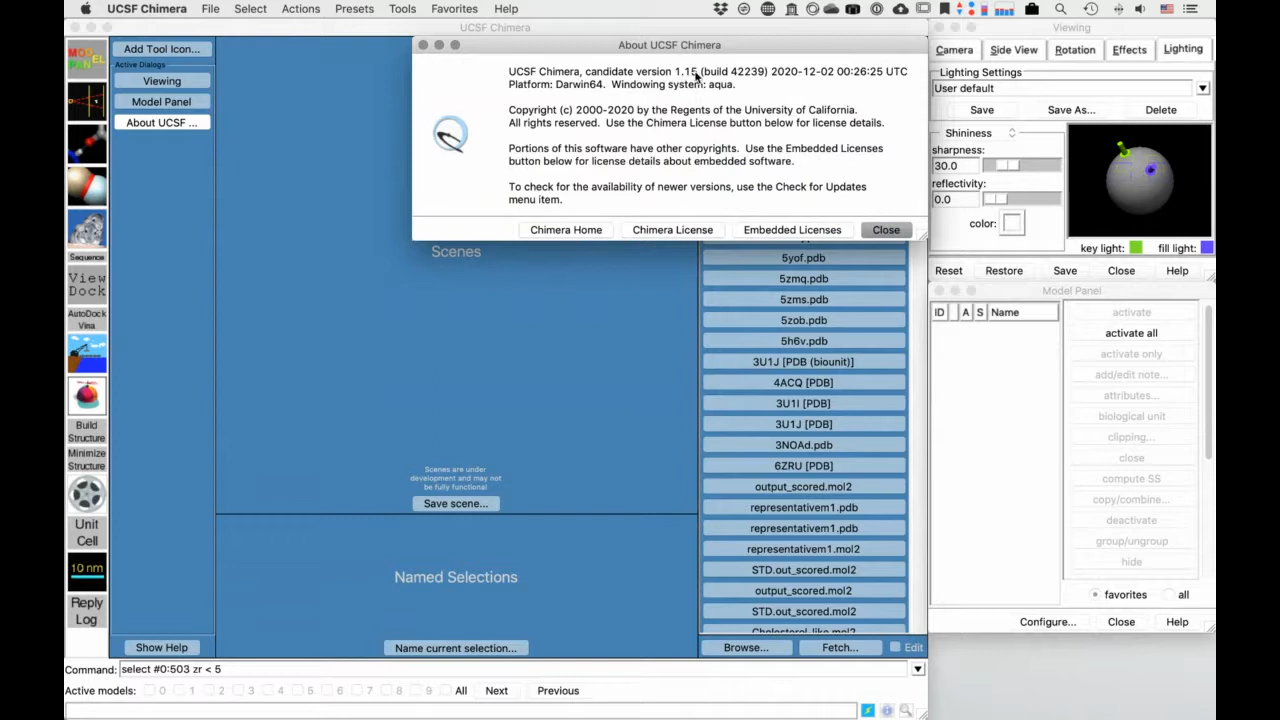 UCSF Chimera File Select Actions Presets Tools Favorites Help
UCSF Chimera
Add Tool Icon...
Active Dialogs
Viewing
Model Panel
About UCSF ...
Sequence
View
Dock
AutoDock
Vina
Build
Structure
Minimize
Structure
Unit
Cell
10 nm
Reply
Log
Show Help
About UCSF Chimera
UCSF Chimera, candidate version 1.15 (build 42239) 2020-12-02 00:26:25 UTC
Platform: Darwin64. Windowing system: aqua.
Copyright (c) 2000-2020 by the Regents of the University of California.
All rights reserved. Use the Chimera License button below for license details.
Portions of this software have other copyrights. Use the Embedded Licenses
button below for license details about embedded software.
To check for the availability of newer versions, use the Check for Updates
menu item.
Chimera Home Chimera License Embedded Licenses Close
Scenes
Scenes are under
development and may not
be fully functional
Save scene...
Named Selections
Name current selection...
5yof.pdb
5zmq.pdb
5zms.pdb
5zob.pdb
5h6v.pdb
3U1J [PDB (biounit)]
4ACQ [PDB]
3U1I [PDB]
3U1J [PDB]
3NOAd.pdb
6ZRU [PDB]
output_scored.mol2
representativem1.pdb
representativem1.pdb
representativem1.mol2
STD.out_scored.mol2
output_scored.mol2
STD.out_scored.mol2
Cholesterol-like.mol2
Browse... Fetch... Edit
Command: select #0:503 zr < 5
Active models: 0 1 2 3 4 5 6 7 8 9 All Next Previous
Viewing
Camera Side View Rotation Effects Lighting
Lighting Settings
User default
Save Save As... Delete
Shininess
sharpness:
30.0
reflectivity:
0.0
color:
key light: fill light:
Reset Restore Save Close Help
Model Panel
ID A S Name
activate
activate all
activate only
add/edit note...
attributes...
biological unit
clipping...
close
compute SS
copy/combine...
deactivate
group/ungroup
hide
favorites all
Configure... Close Help